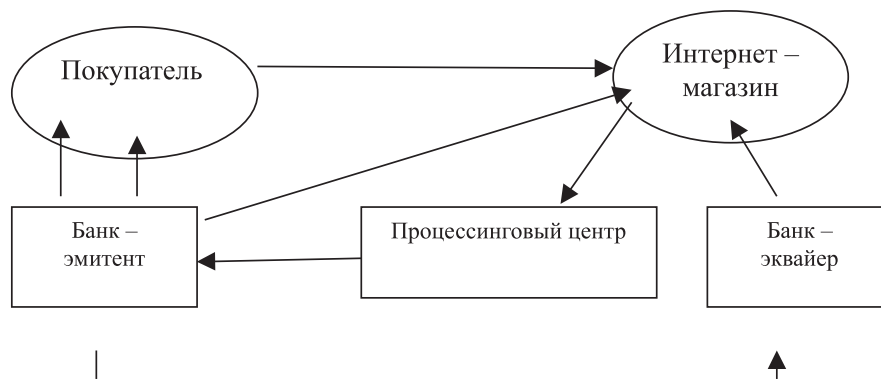 Покупатель
Интернет –
магазин
Банк –
эмитент
Процессинговый центр
Банк –
эквайер